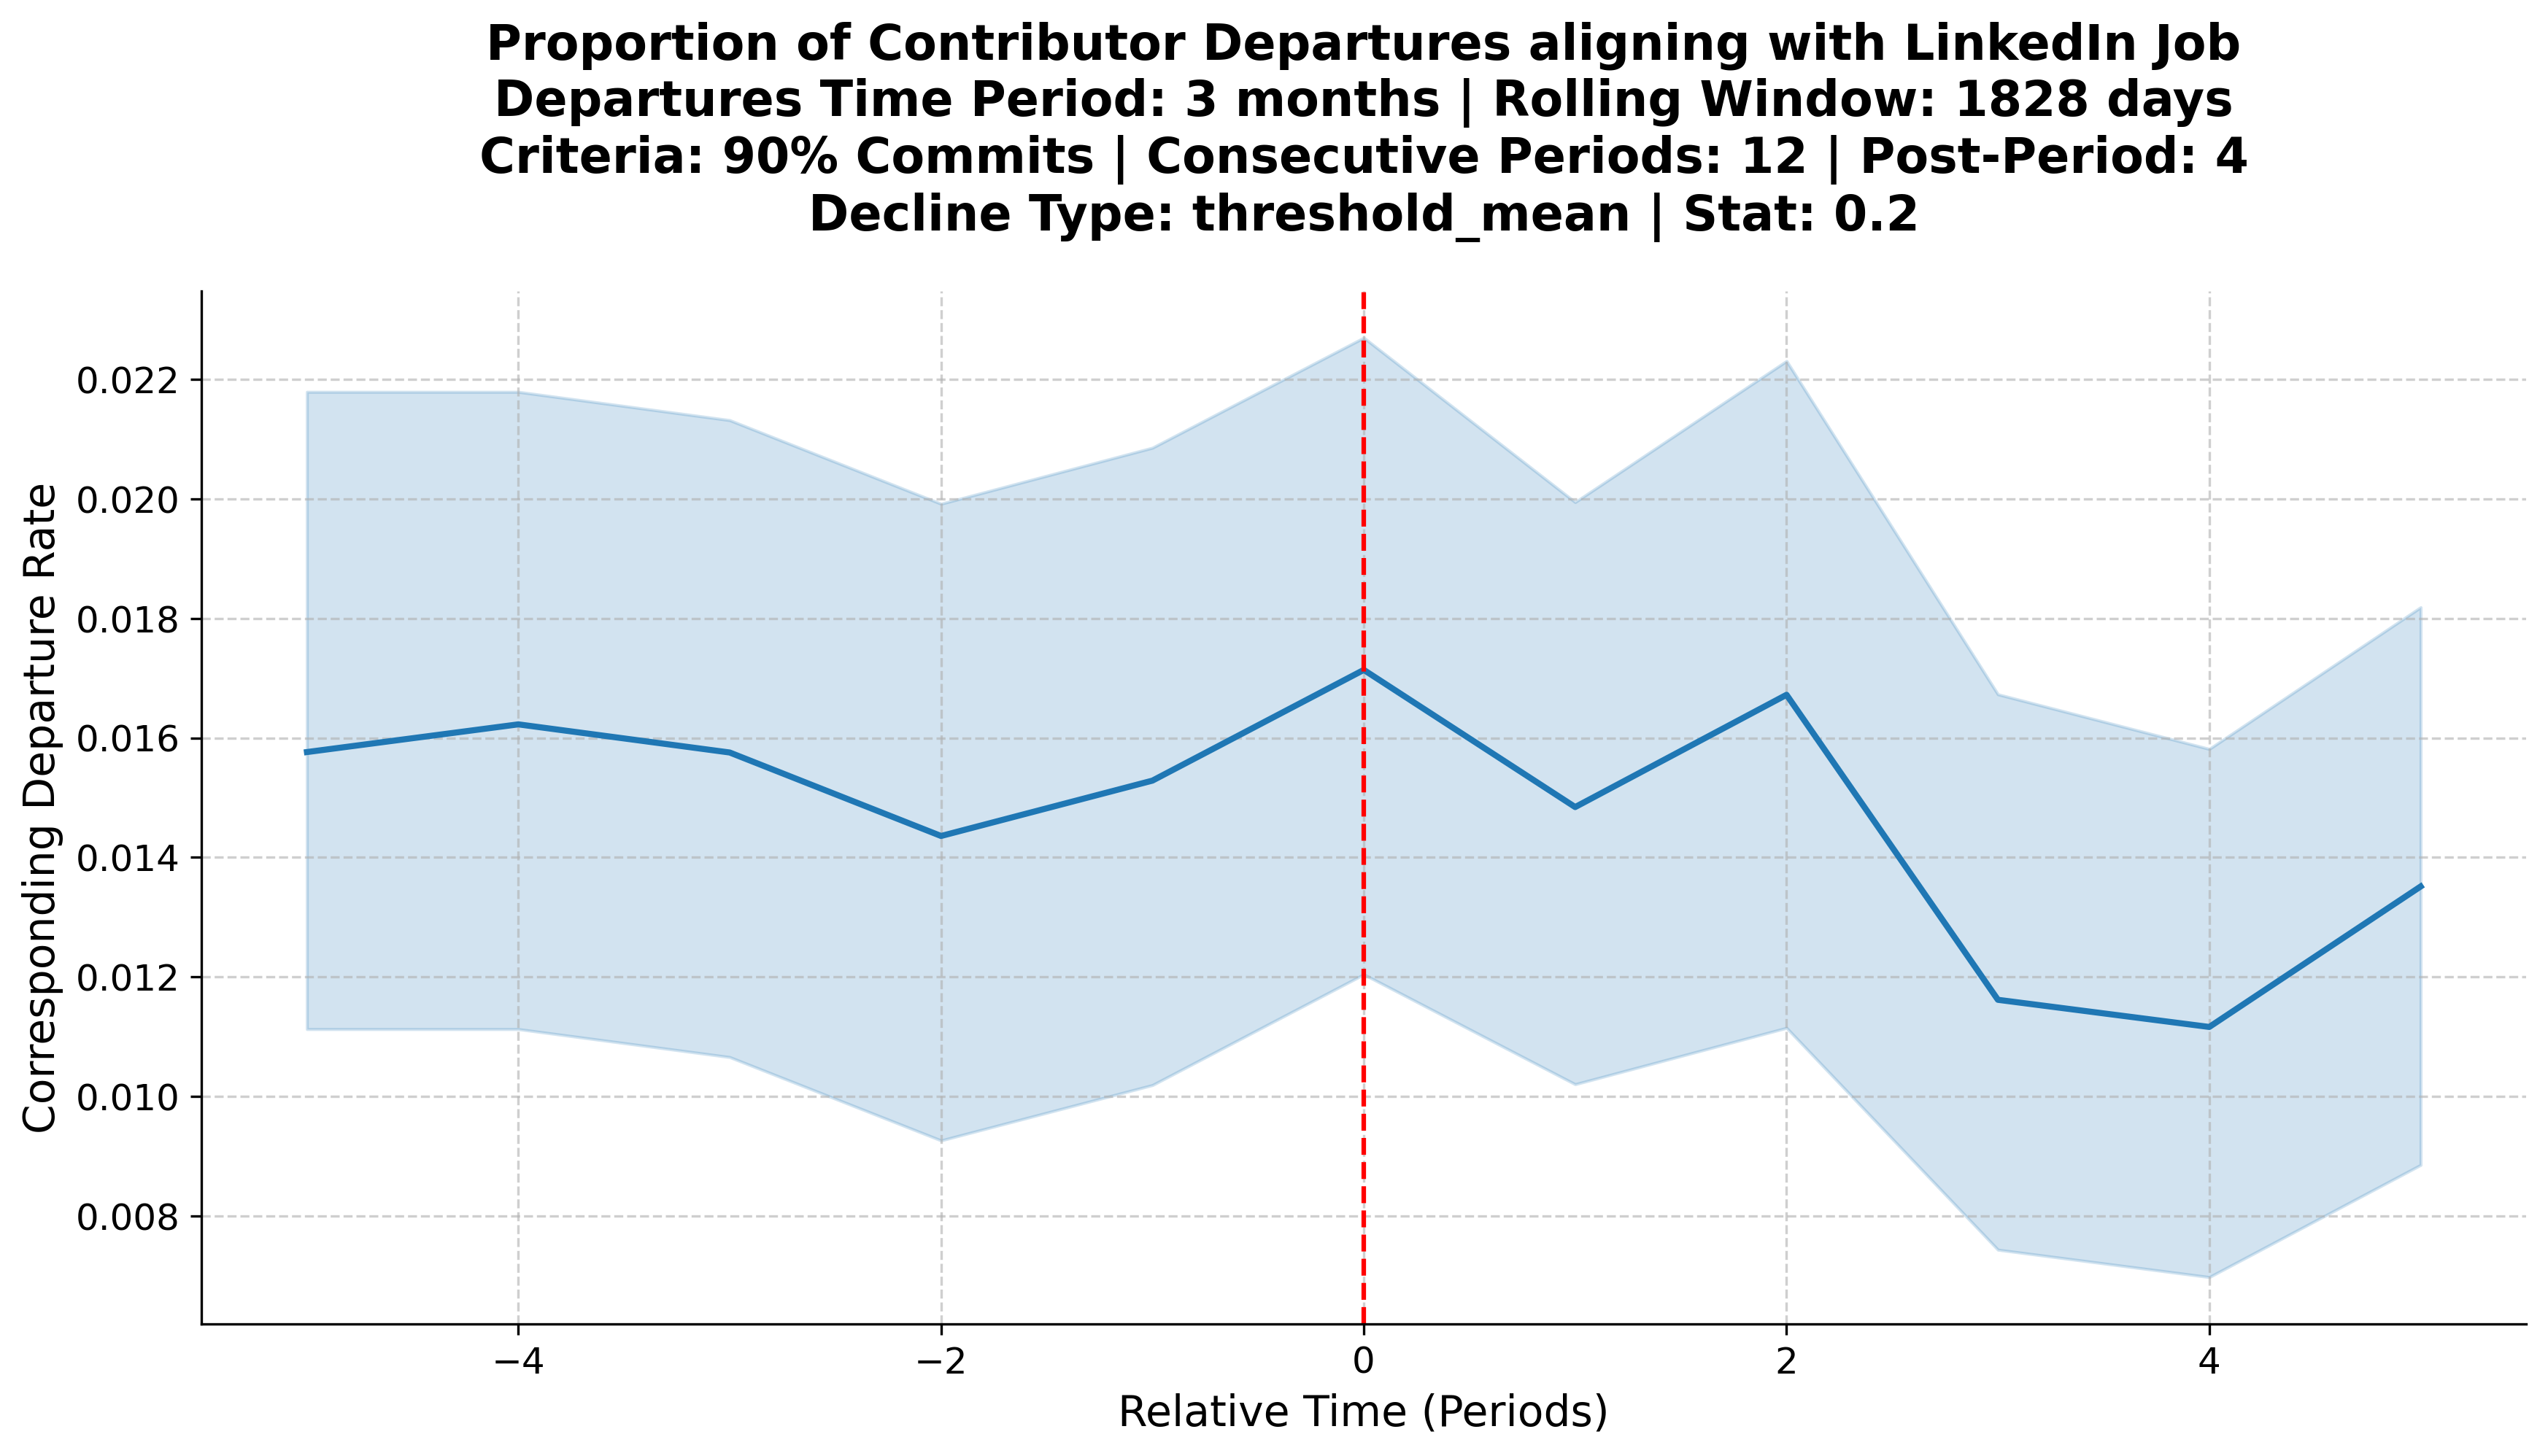 Proportion of Contributor Departures aligning with LinkedIn Job
Departures Time Period: 3 months | Rolling Window: 1828 days
Criteria: 90% Commits | Consecutive Periods: 12 | Post-Period: 4
Decline Type: threshold_mean | Stat: 0.2
Corresponding Departure Rate
0.022
0.020
0.018
0.016
0.014
0.012
0.010
0.008
−4 −2 0 2 4
Relative Time (Periods)